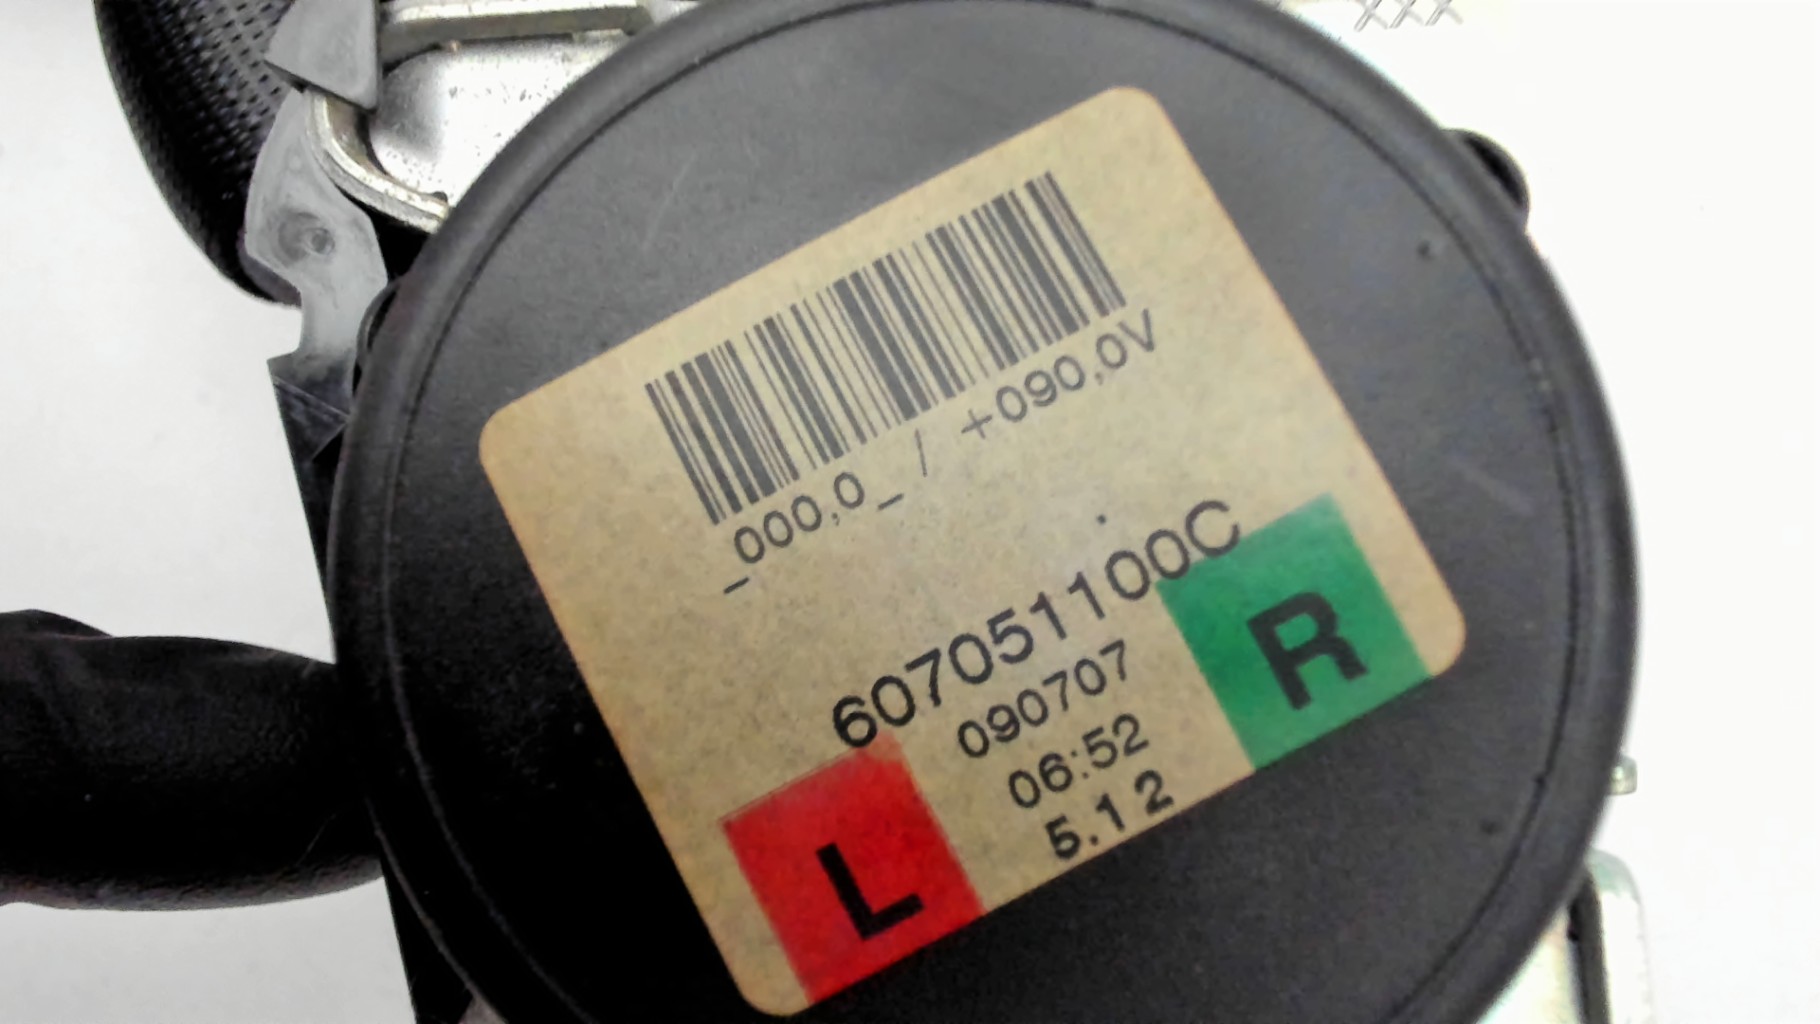 _000,0_ / +090,0V
607051100C
090707
06:52
5.12
L
R